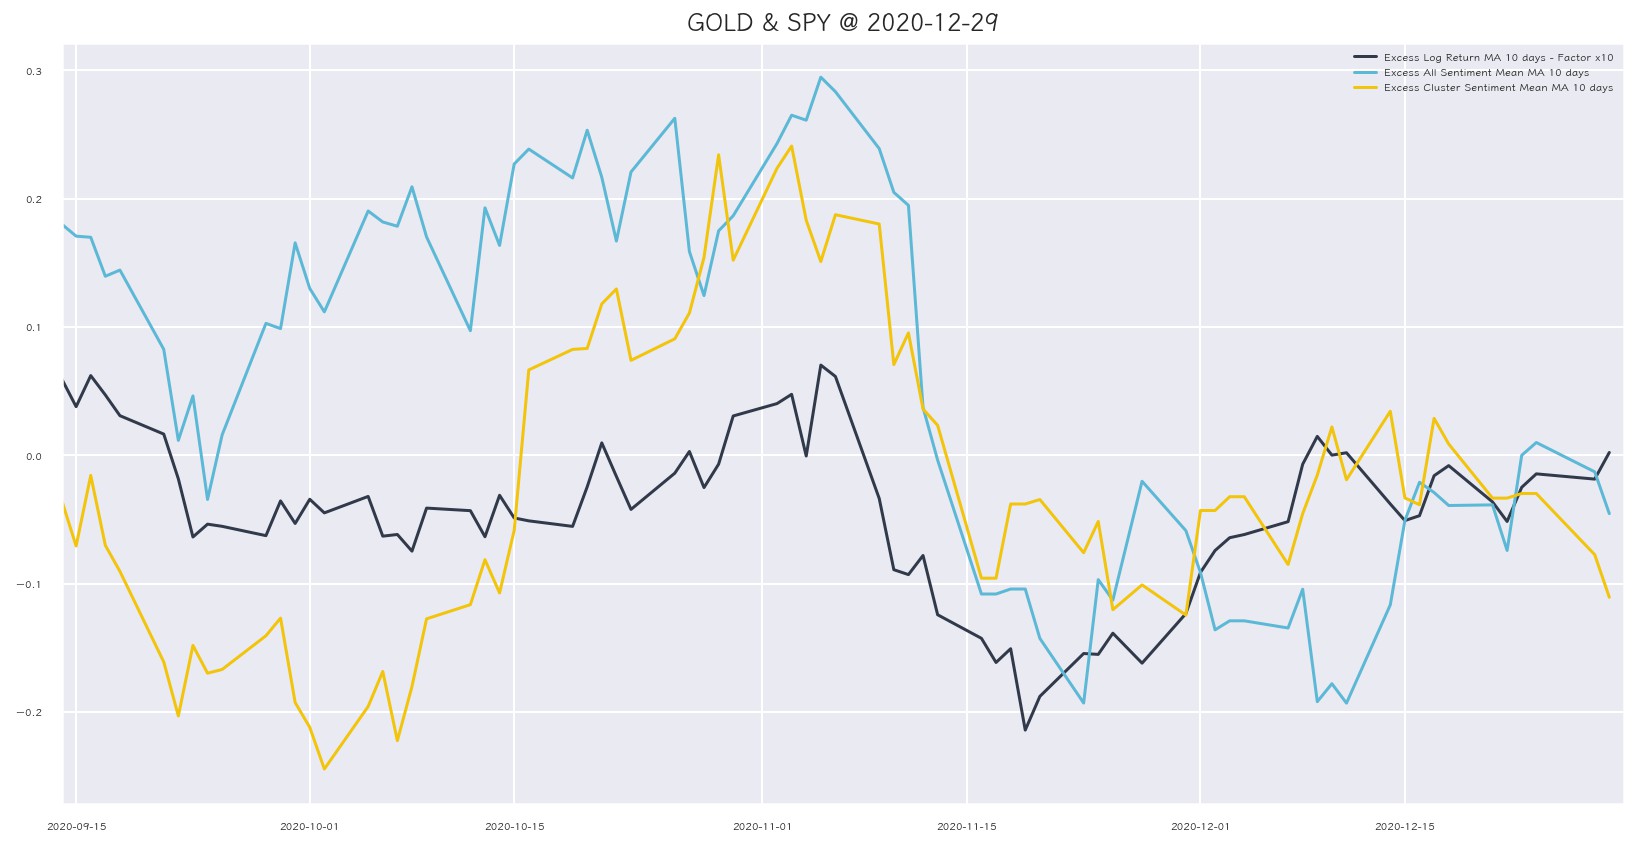 GOLD & SPY @ 2020-12-29
Excess Log Return MA 10 days - Factor x10
Excess All Sentiment Mean MA 10 days
Excess Cluster Sentiment Mean MA 10 days
0.3
0.2
0.1
0.0
−0.1
−0.2
2020-09-15 2020-10-01 2020-10-15 2020-11-01 2020-11-15 2020-12-01 2020-12-15